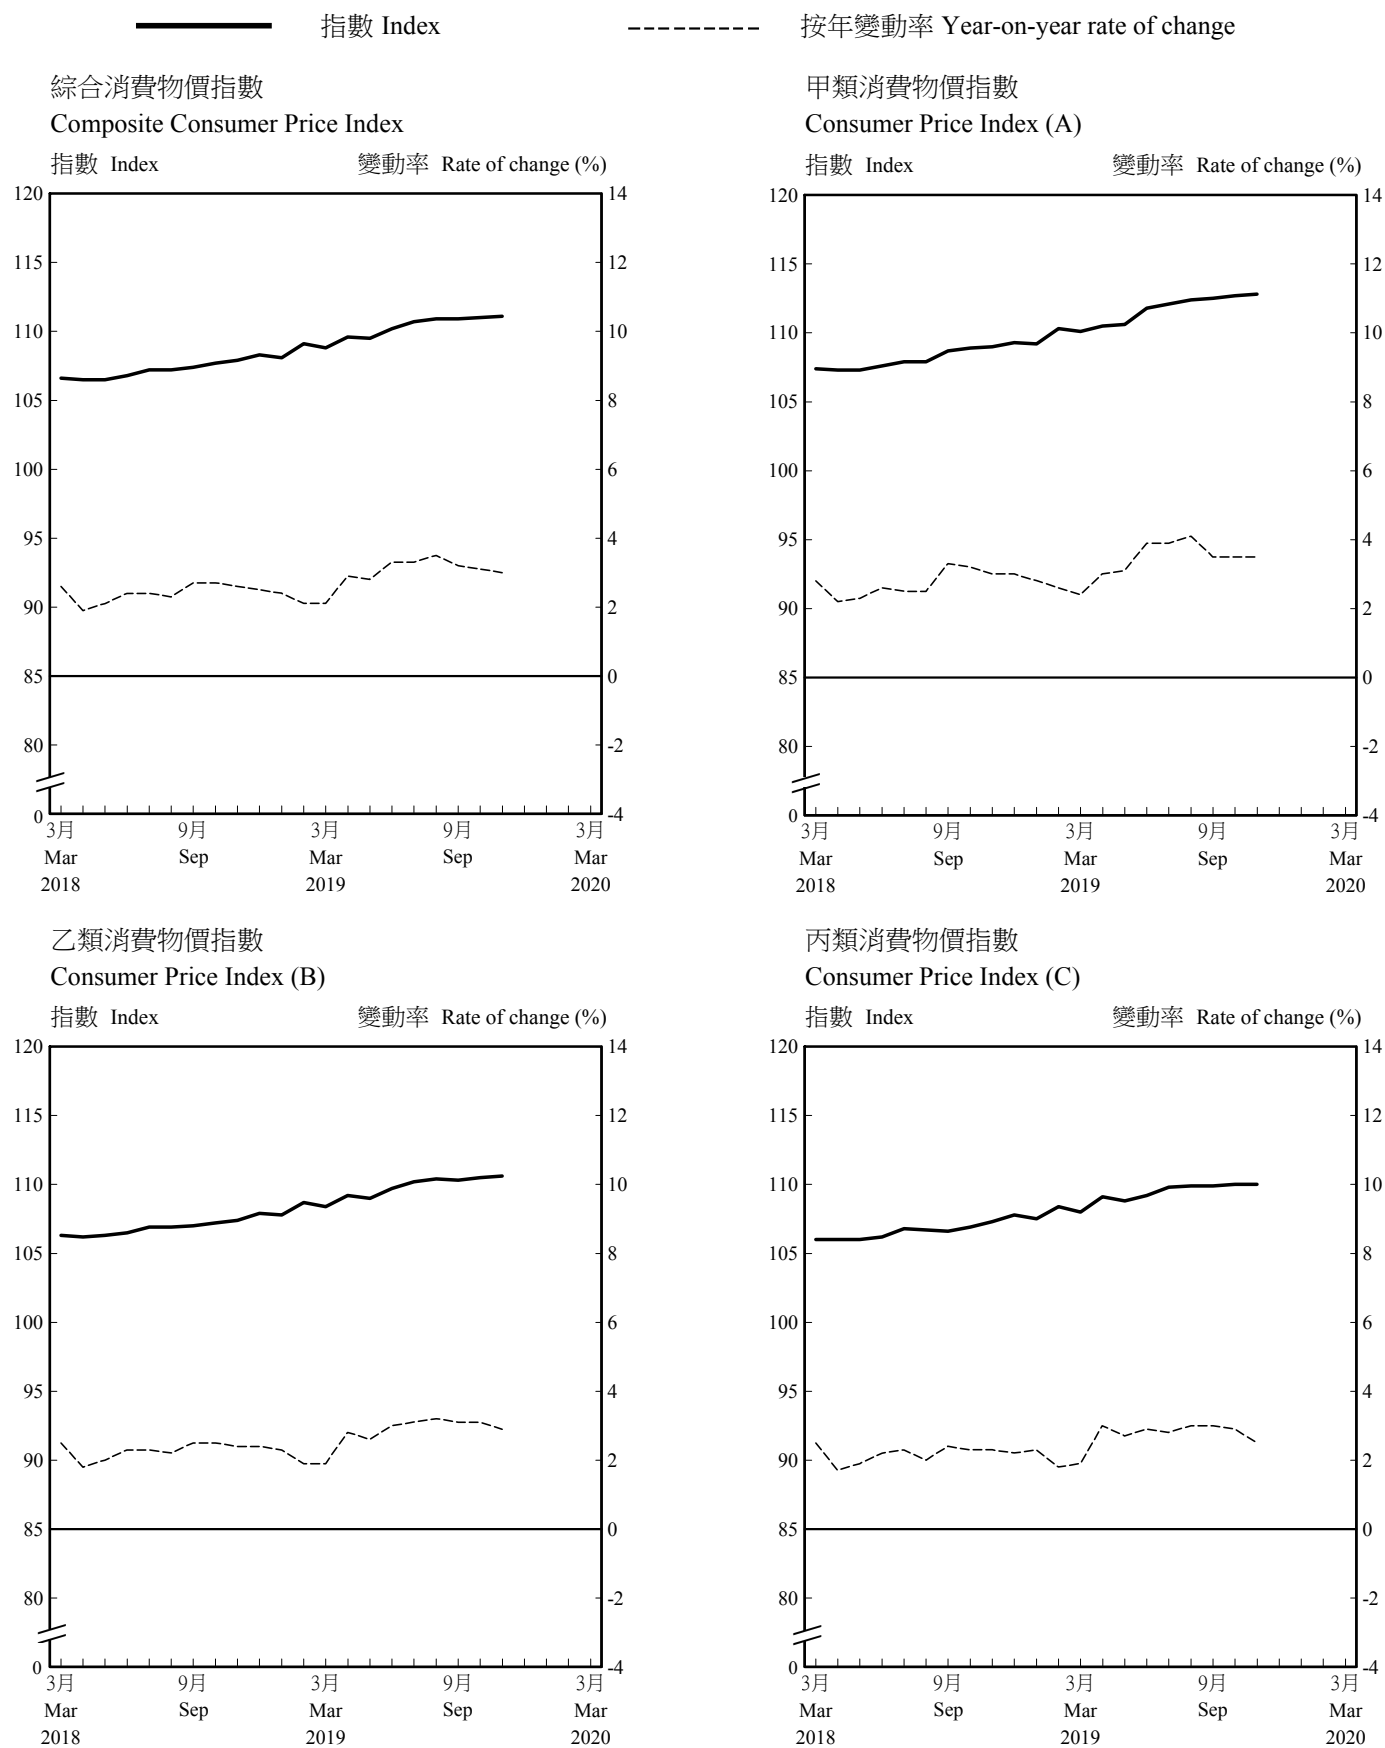 指數 Index
按年變動率 Year-on-year rate of change
綜合消費物價指數
Composite Consumer Price Index
指數 Index 變動率 Rate of change (%)
120 14
115 12
110 10
105 8
100 6
95 4
90 2
85 0
80 -2
0 -4
3月 9月 3月 9月 3月
Mar Sep Mar Sep Mar
2018 2019 2020
甲類消費物價指數
Consumer Price Index (A)
指數 Index 變動率 Rate of change (%)
120 14
115 12
110 10
105 8
100 6
95 4
90 2
85 0
80 -2
0 -4
3月 9月 3月 9月 3月
Mar Sep Mar Sep Mar
2018 2019 2020
乙類消費物價指數
Consumer Price Index (B)
指數 Index 變動率 Rate of change (%)
120 14
115 12
110 10
105 8
100 6
95 4
90 2
85 0
80 -2
0 -4
3月 9月 3月 9月 3月
Mar Sep Mar Sep Mar
2018 2019 2020
丙類消費物價指數
Consumer Price Index (C)
指數 Index 變動率 Rate of change (%)
120 14
115 12
110 10
105 8
100 6
95 4
90 2
85 0
80 -2
0 -4
3月 9月 3月 9月 3月
Mar Sep Mar Sep Mar
2018 2019 2020